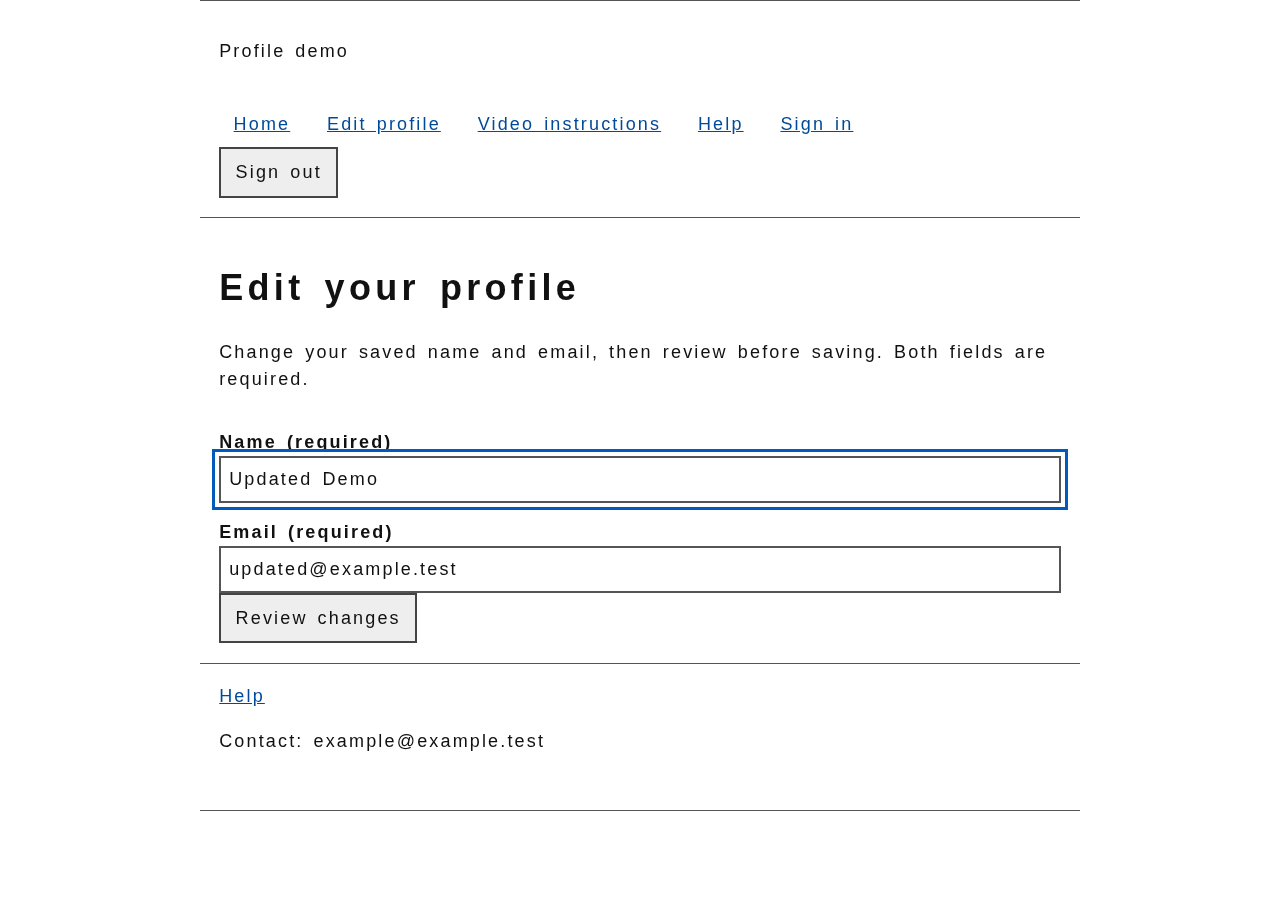 Profile demo
Home Edit profile Video instructions Help Sign in
Sign out
Edit your profile
Change your saved name and email, then review before saving. Both fields are
required.
Name (required)
Updated Demo
Email (required)
updated@example.test
Review changes
Help
Contact: example@example.test